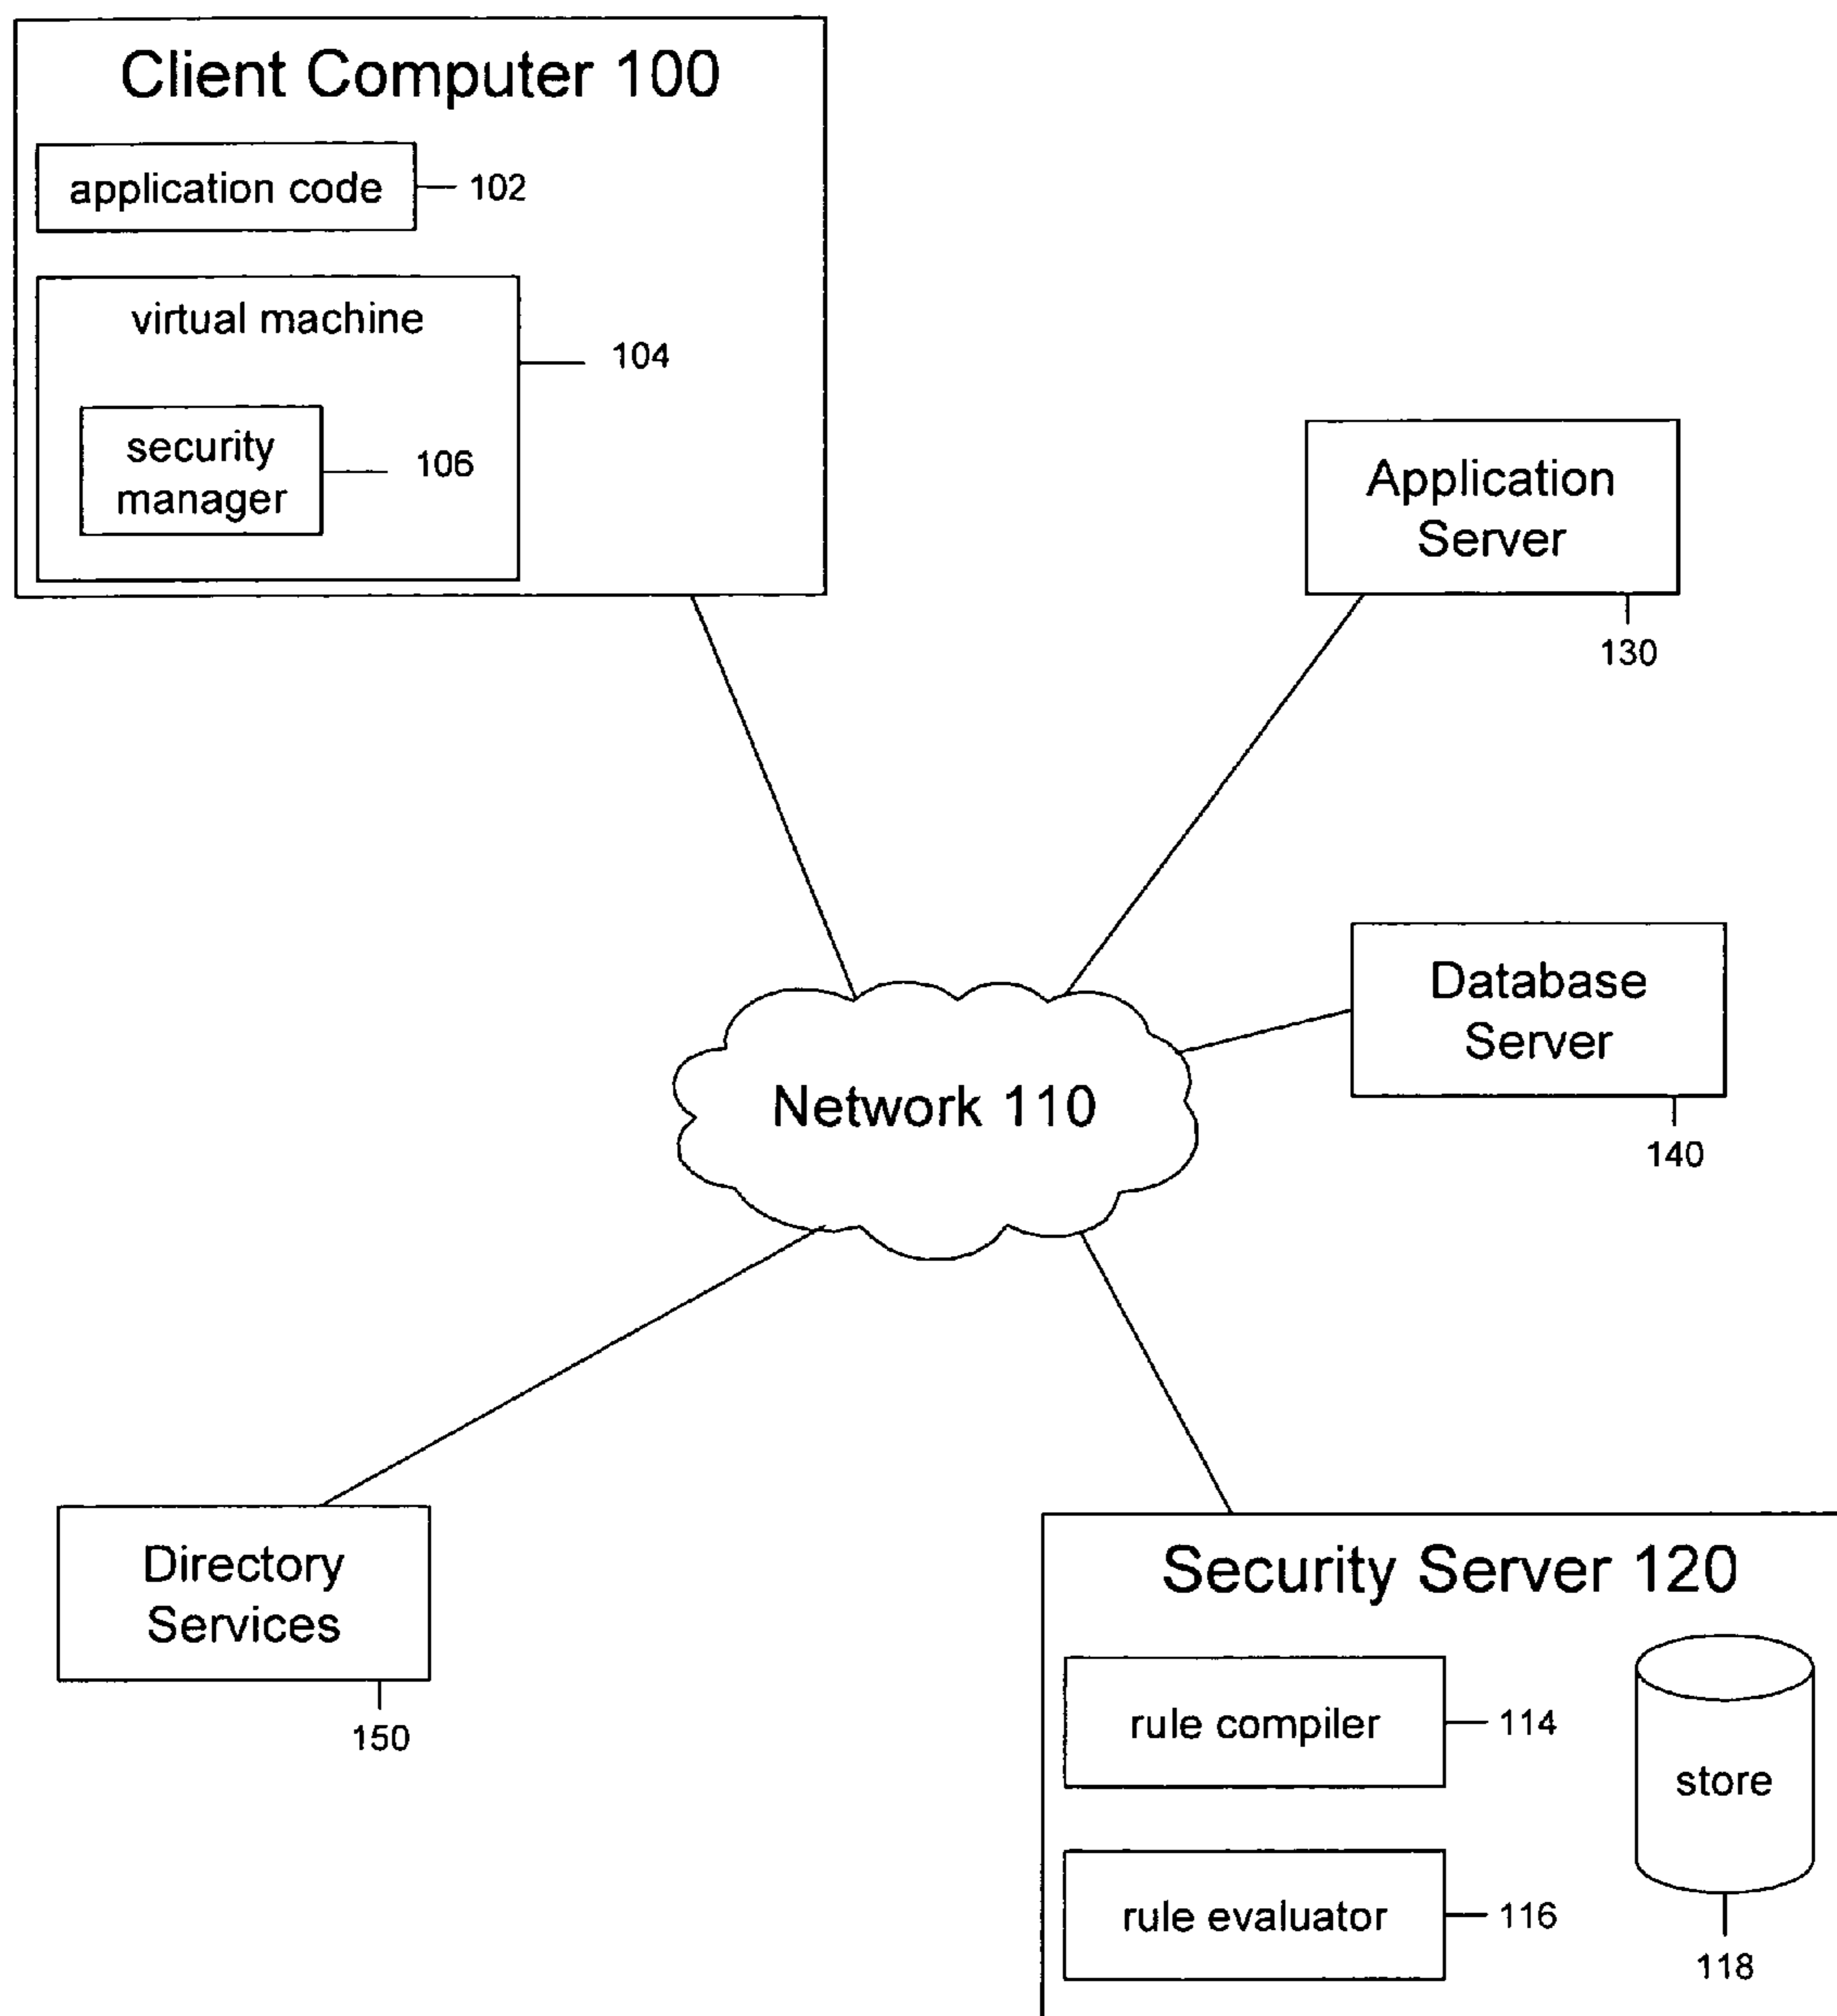 Client Computer 100
application code
102
virtual machine
104
security
manager
106
Application
Server
130
Database
Server
140
Network 110
Directory
Services
150
Security Server 120
rule compiler
114
store
rule evaluator
116
118